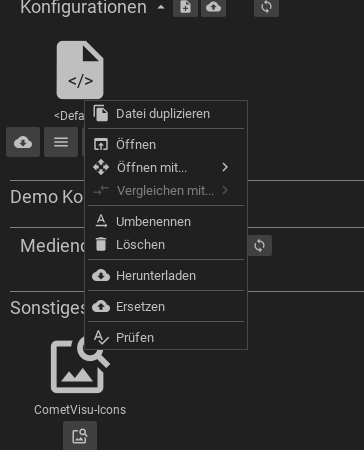 Konfigurationen
</>
<Defa
Datei duplizieren
Öffnen
Öffnen mit...
Vergleichen mit...
Demo Ko
Umbenennen
Löschen
Mediend
Herunterladen
Sonstiges
Ersetzen
Prüfen
CometVisu-Icons